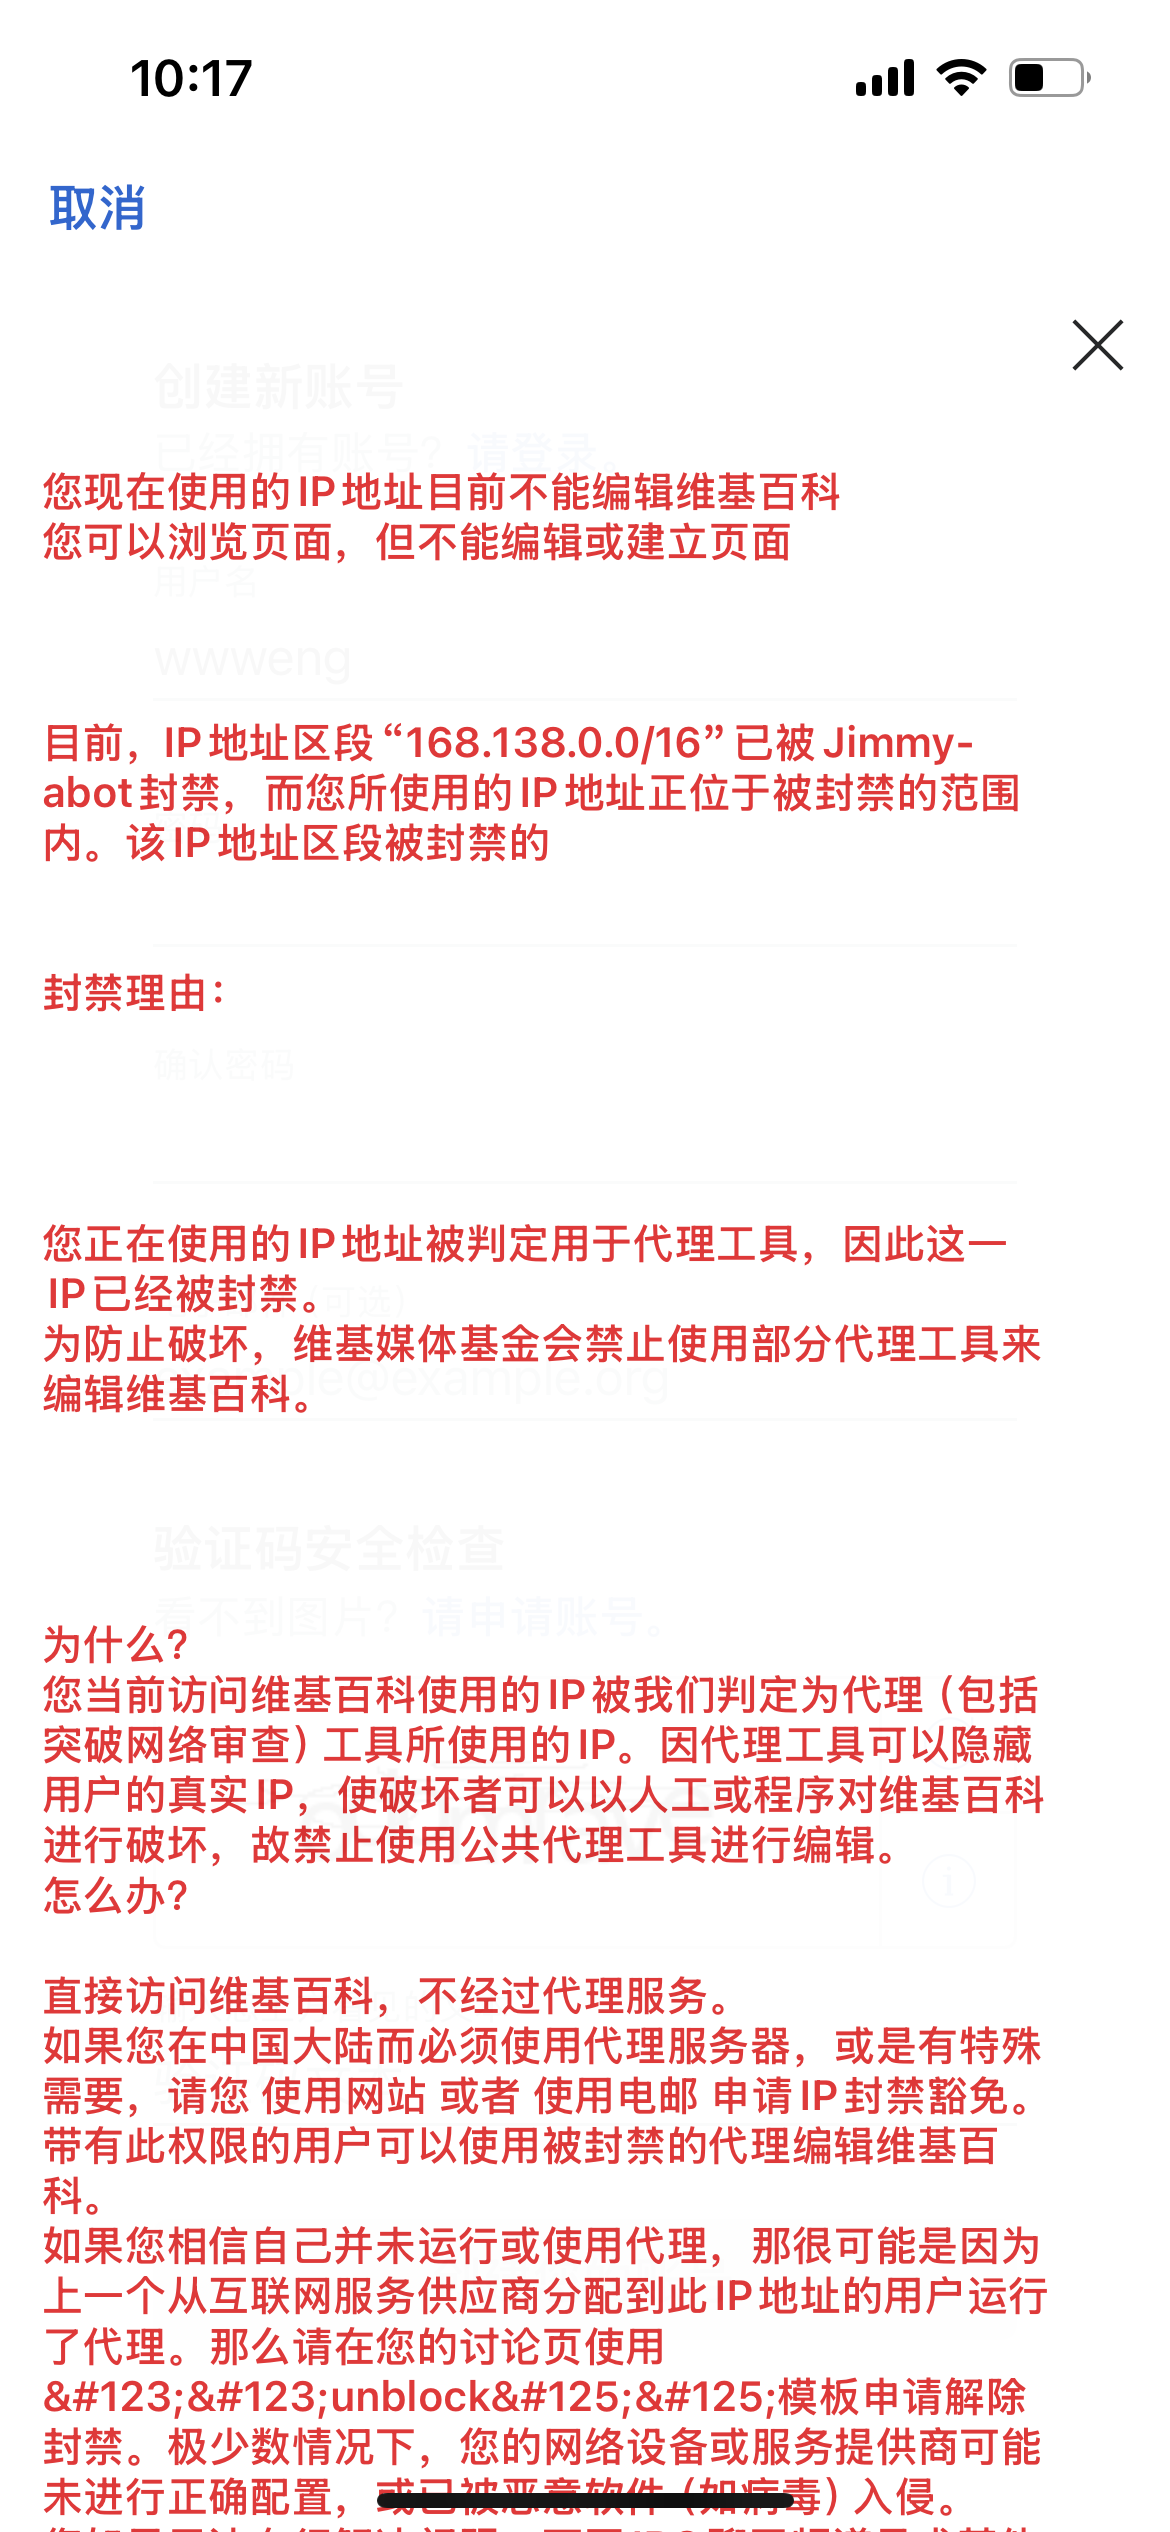 10:17
取消
创建新账号
已经拥有账号？请登录。
您现在使用的IP地址目前不能编辑维基百科
您可以浏览页面，但不能编辑或建立页面
用户名
wwweng
目前，IP地址区段“168.138.0.0/16”已被Jimmy-
abot封禁，而您所使用的IP地址正位于被封禁的范围
内。该IP地址区段被封禁的
封禁理由：
确认密码
您正在使用的IP地址被判定用于代理工具，因此这一
IP已经被封禁。
（可选）
为防止破坏，维基媒体基金会禁止使用部分代理工具来
编辑维基百科。
ple@example.org
验证码安全检查
看不到图片？请申请账号。
为什么?
您当前访问维基百科使用的IP被我们判定为代理（包括
突破网络审查）工具所使用的IP。因代理工具可以隐藏
用户的真实IP，使破坏者可以以人工或程序对维基百科
进行破坏，故禁止使用公共代理工具进行编辑。
怎么办?
直接访问维基百科，不经过代理服务。
如果您在中国大陆而必须使用代理服务器，或是有特殊
需要，请您 使用网站 或者 使用电邮 申请IP封禁豁免。
带有此权限的用户可以使用被封禁的代理编辑维基百
科。
如果您相信自己并未运行或使用代理，那很可能是因为
上一个从互联网服务供应商分配到此IP地址的用户运行
了代理。那么请在您的讨论页使用
&#123;&#123;unblock&#125;&#125;模板申请解除
封禁。极少数情况下，您的网络设备或服务提供商可能
未进行正确配置，或已被恶意软件（如病毒）入侵。